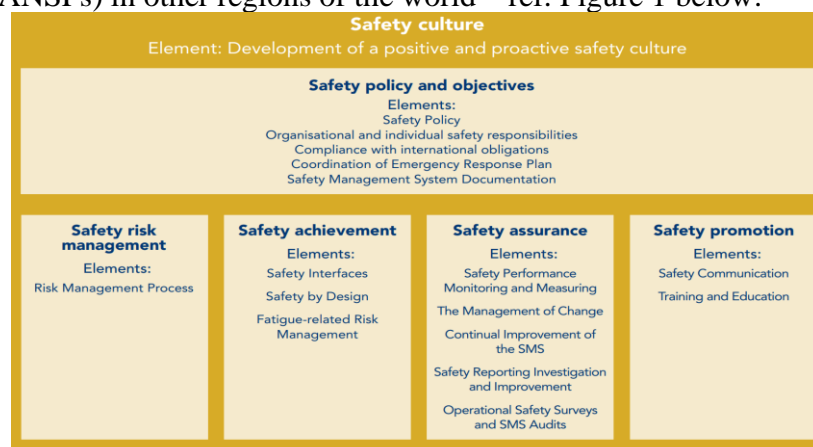 ANSPs) in other regions of the world – ref. Figure 1 below:
Safety culture
Element: Development of a positive and proactive safety culture
Safety policy and objectives
Elements:
Safety Policy
Organisational and individual safety responsibilities
Compliance with international obligations
Coordination of Emergency Response Plan
Safety Management System Documentation
Safety risk
management
Elements:
Risk Management Process
Safety achievement
Elements:
Safety Interfaces
Safety by Design
Fatigue-related Risk
Management
Safety assurance
Elements:
Safety Performance
Monitoring and Measuring
The Management of Change
Continual Improvement of
the SMS
Safety Reporting Investigation
and Improvement
Operational Safety Surveys
and SMS Audits
Safety promotion
Elements:
Safety Communication
Training and Education